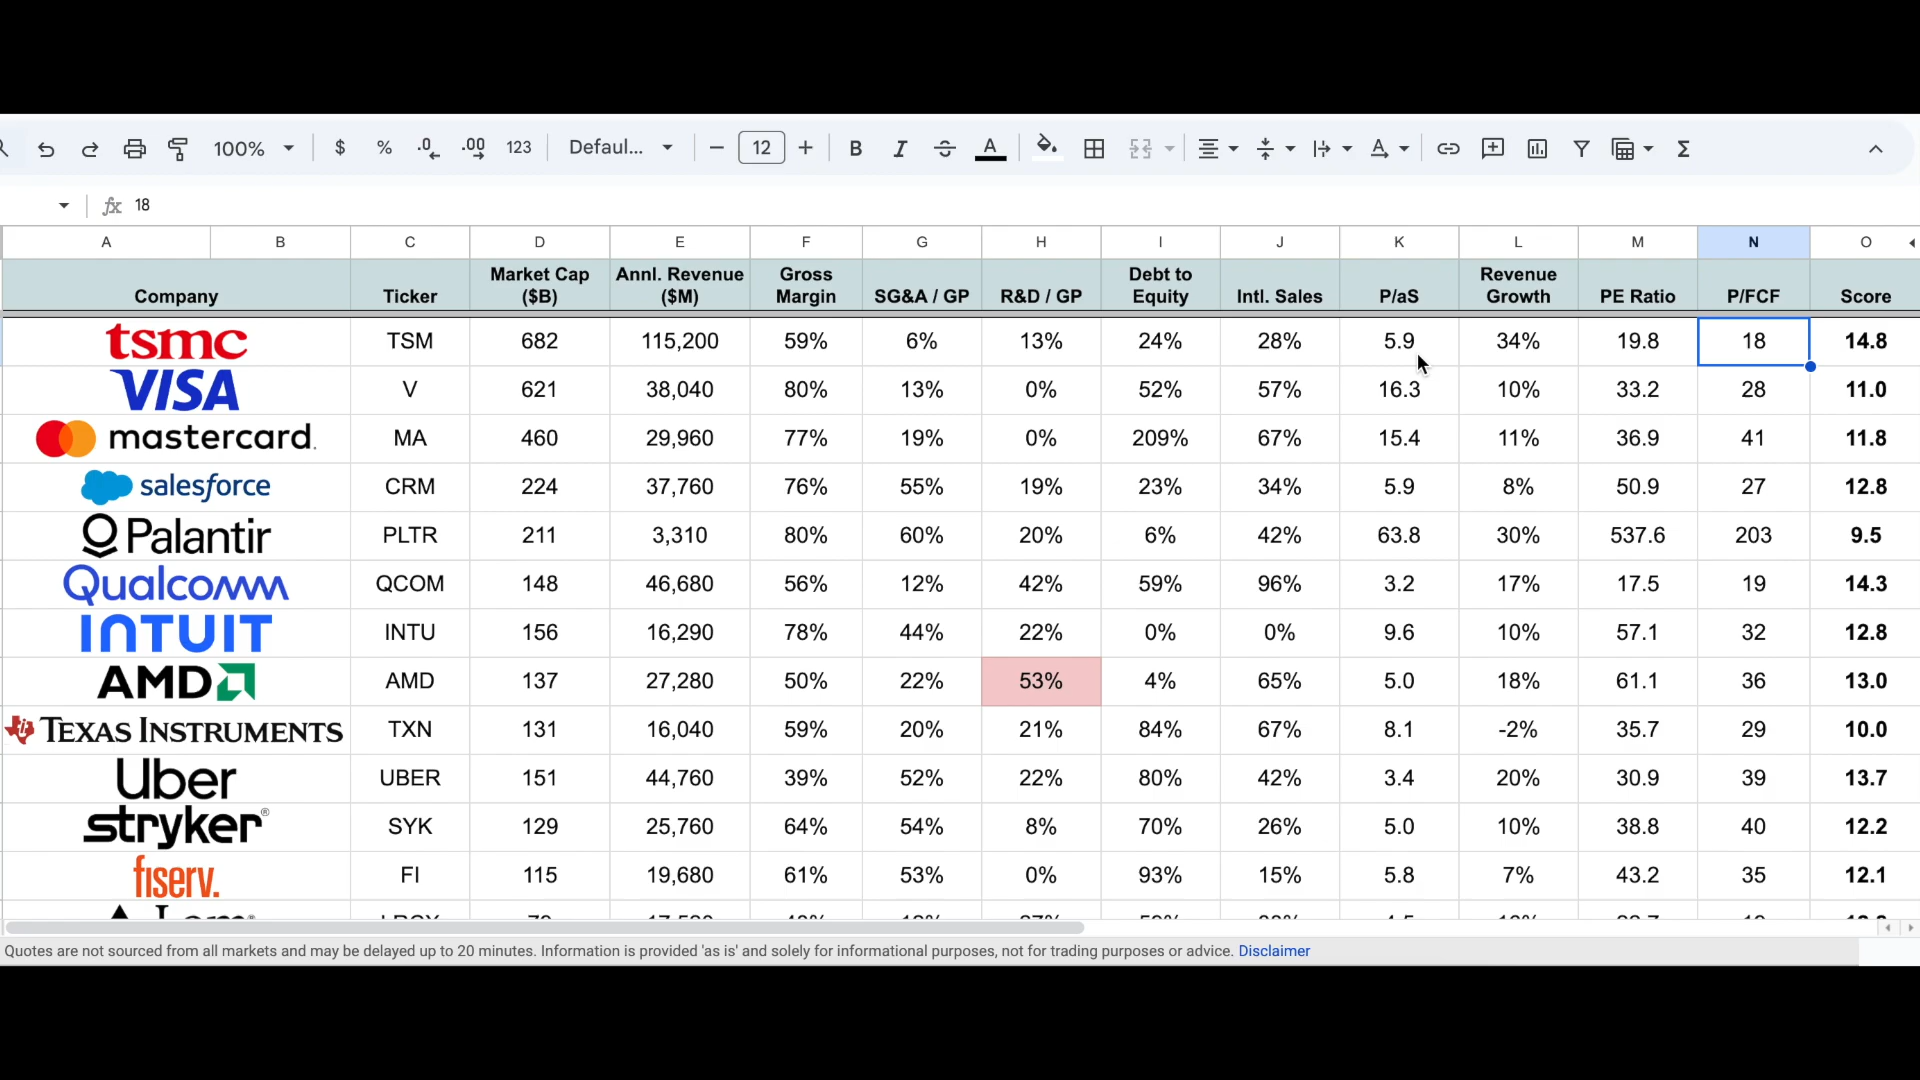 100% $ % .0 .00 123 Defaul... 12 B I S A
fx 18
A B C D E F G H I J K L M N O
Company Ticker Market Cap ($B) Annl. Revenue ($M) Gross Margin SG&A / GP R&D / GP Debt to Equity Intl. Sales P/aS Revenue Growth PE Ratio P/FCF Score
tsmc TSM 682 115,200 59% 6% 13% 24% 28% 5.9 34% 19.8 18 14.8
VISA V 621 38,040 80% 13% 0% 52% 57% 16.3 10% 33.2 28 11.0
mastercard. MA 460 29,960 77% 19% 0% 209% 67% 15.4 11% 36.9 41 11.8
salesforce CRM 224 37,760 76% 55% 19% 23% 34% 5.9 8% 50.9 27 12.8
Palantir PLTR 211 3,310 80% 60% 20% 6% 42% 63.8 30% 537.6 203 9.5
Qualcomm QCOM 148 46,680 56% 12% 42% 59% 96% 3.2 17% 17.5 19 14.3
INTUIT INTU 156 16,290 78% 44% 22% 0% 0% 9.6 10% 57.1 32 12.8
AMD AMD 137 27,280 50% 22% 53% 4% 65% 5.0 18% 61.1 36 13.0
TEXAS INSTRUMENTS TXN 131 16,040 59% 20% 21% 84% 67% 8.1 -2% 35.7 29 10.0
Uber UBER 151 44,760 39% 52% 22% 80% 42% 3.4 20% 30.9 39 13.7
stryker® SYK 129 25,760 64% 54% 8% 70% 26% 5.0 10% 38.8 40 12.2
fiserv. FI 115 19,680 61% 53% 0% 93% 15% 5.8 7% 43.2 35 12.1
Quotes are not sourced from all markets and may be delayed up to 20 minutes. Information is provided 'as is' and solely for informational purposes, not for trading purposes or advice. Disclaimer